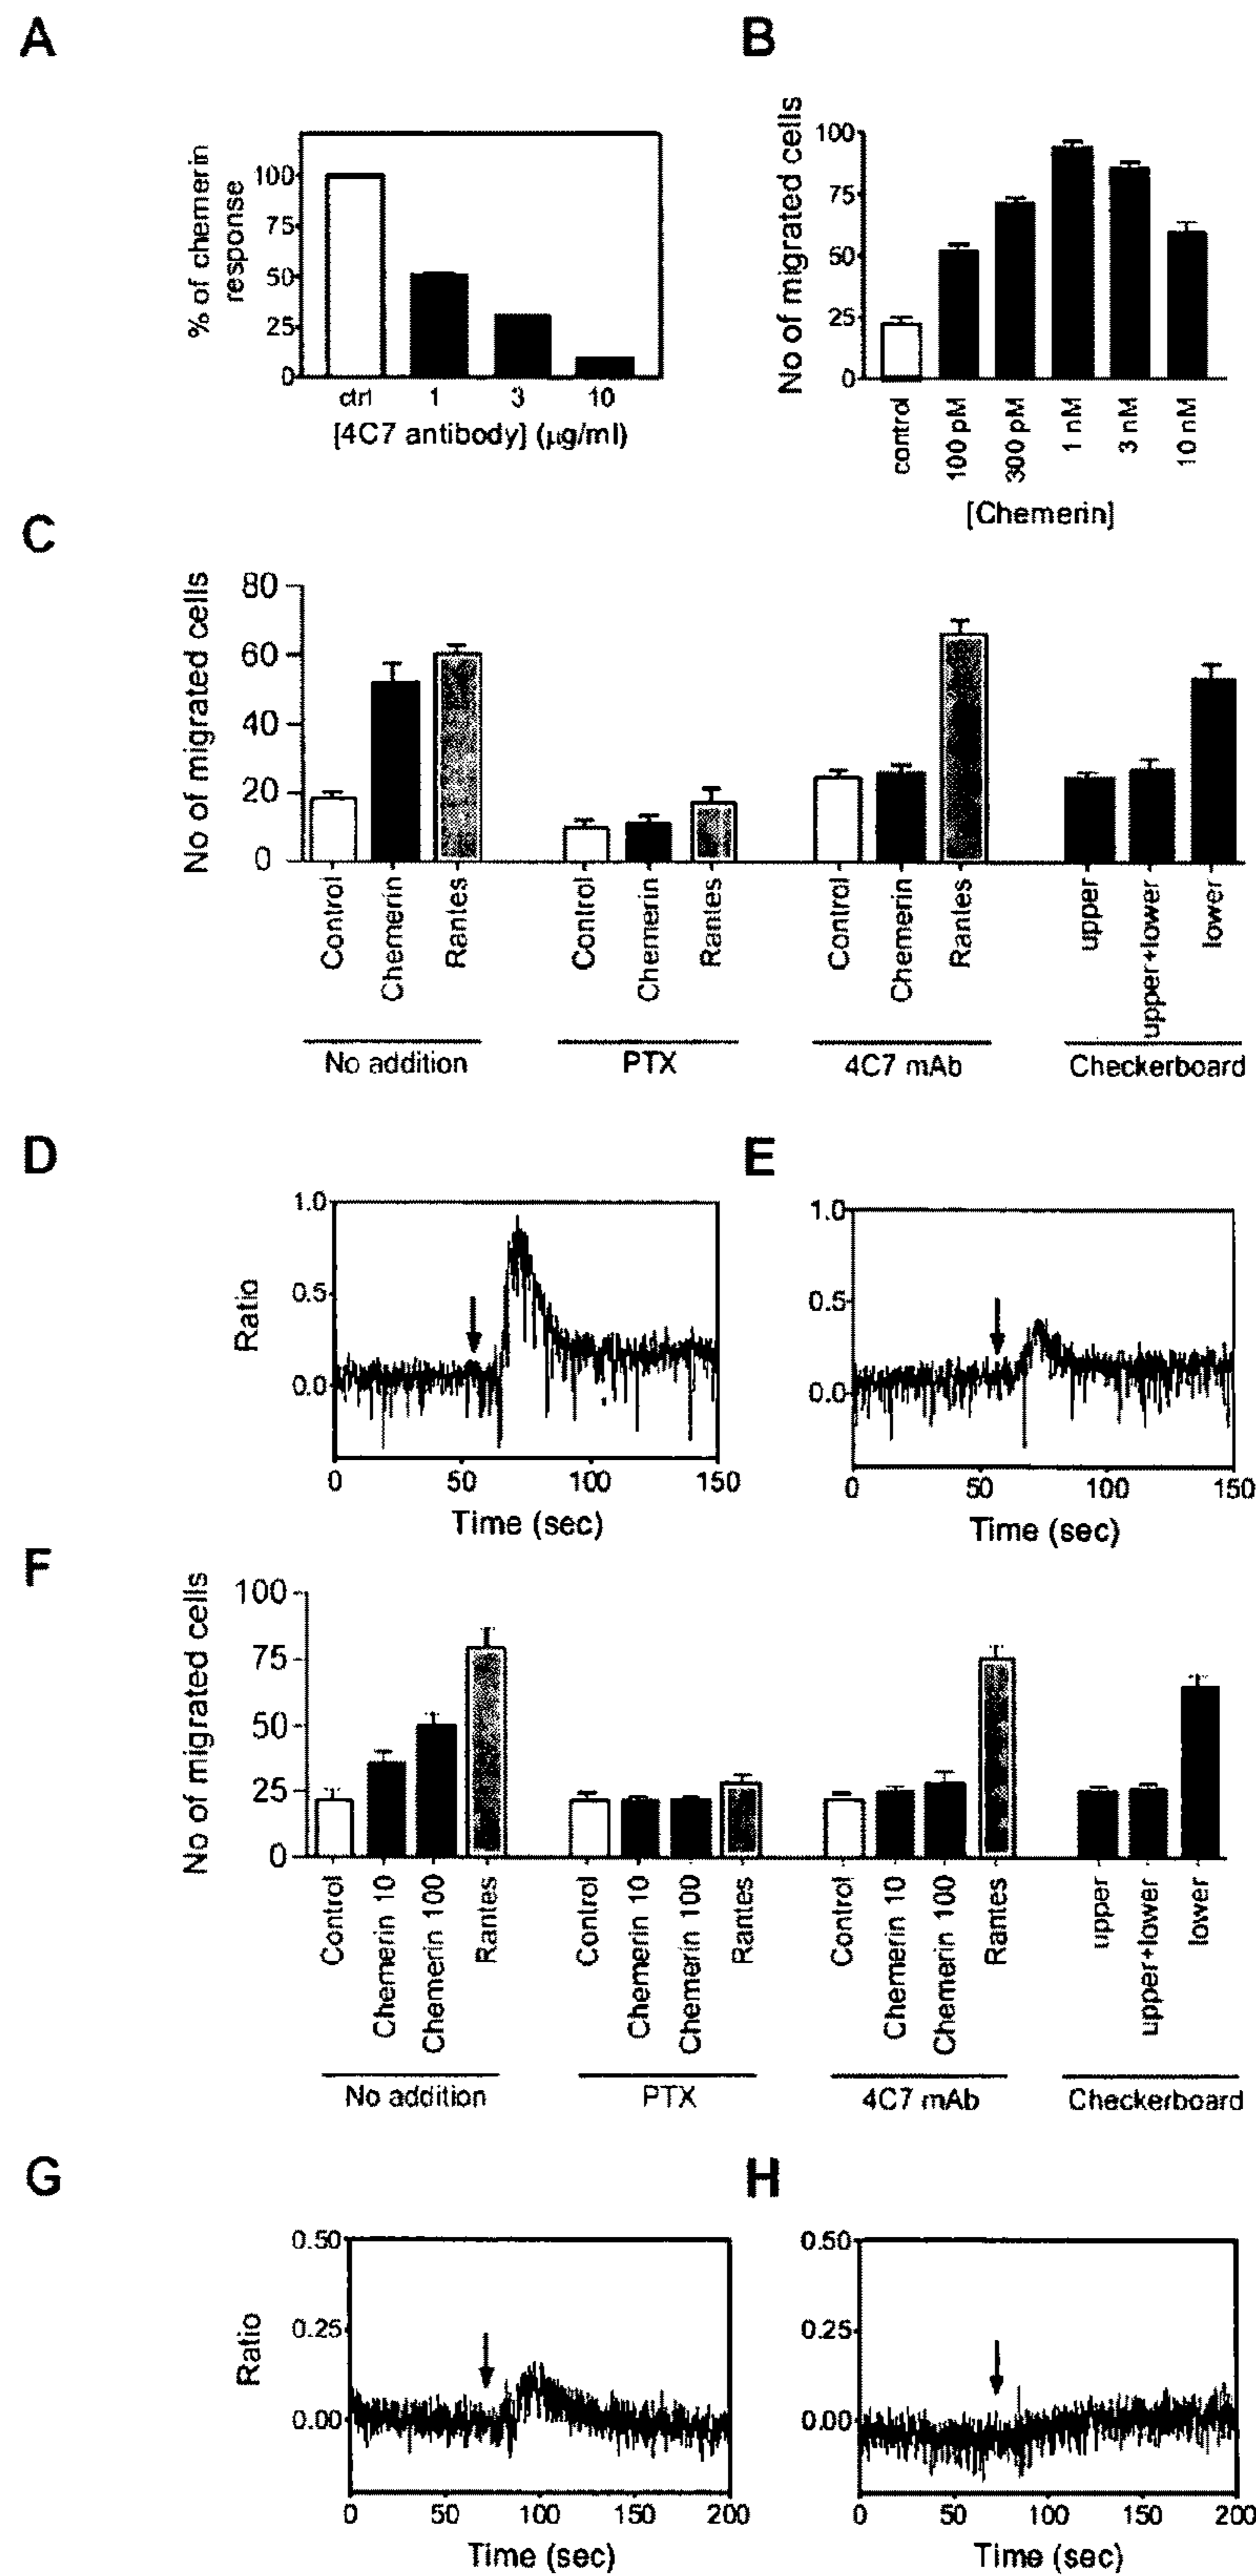 A
B
% of chemerin
response
100
75
50
25
0
ctrl 1 3 10
[4C7 antibody] (µg/ml)
No of migrated cells
100
75
50
25
0
control
100 pM
300 pM
1 nM
3 nM
10 nM
[Chemerin]
C
No of migrated cells
80
60
40
20
0
Control
Chemerin
Rantes
Control
Chemerin
Rantes
Control
Chemerin
Rantes
upper
upper+lower
lower
No addition PTX 4C7 mAb Checkerboard
D
E
Ratio
1.0
0.5
0.0
0 50 100 150
Time (sec)
1.0
0.5
0.0
0 50 100 150
Time (sec)
F
No of migrated cells
100
75
50
25
0
Control
Chemerin 10
Chemerin 100
Rantes
Control
Chemerin 10
Chemerin 100
Rantes
Control
Chemerin 10
Chemerin 100
Rantes
upper
upper+lower
lower
No addition PTX 4C7 mAb Checkerboard
G
H
Ratio
0.50
0.25
0.00
0 50 100 150 200
Time (sec)
0.50
0.25
0.00
0 50 100 150 200
Time (sec)